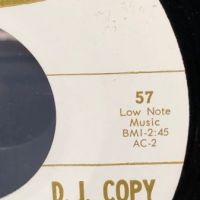 57
Low Note
Music
BMI-2:45
AC-2
D. J. COPY